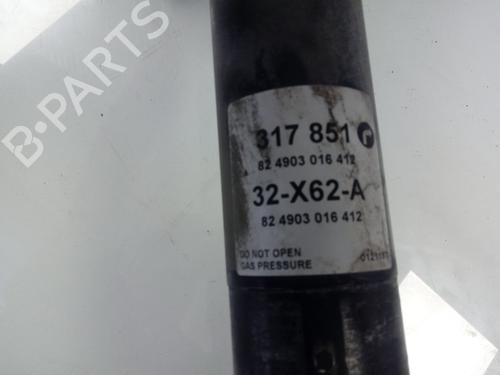 317 851 r
82 4903 016 412
32-X62-A
82 4903 016 412
DO NOT OPEN
GAS PRESSURE
B-Parts